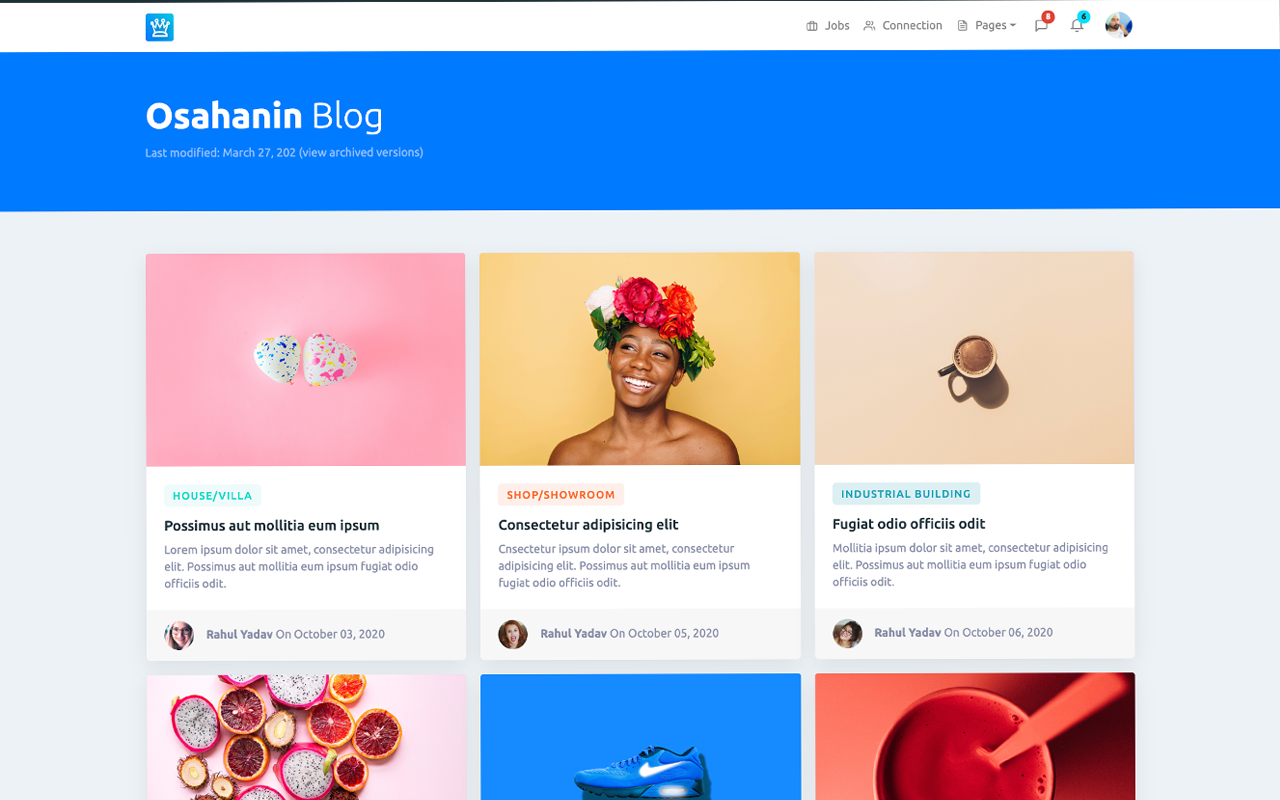 Jobs
Connection
Pages
8
6
Osahanin Blog
Last modified: March 27, 202 (view archived versions)
HOUSE/VILLA
Possimus aut mollitia eum ipsum
Lorem ipsum dolor sit amet, consectetur adipisicing
elit. Possimus aut mollitia eum ipsum fugiat odio
officiis odit.
Rahul Yadav On October 03, 2020
SHOP/SHOWROOM
Consectetur adipisicing elit
Cnsectetur ipsum dolor sit amet, consectetur
adipisicing elit. Possimus aut mollitia eum ipsum
fugiat odio officiis odit.
Rahul Yadav On October 05, 2020
INDUSTRIAL BUILDING
Fugiat odio officiis odit
Mollitia ipsum dolor sit amet, consectetur adipisicing
elit. Possimus aut mollitia eum ipsum fugiat odio
officiis odit.
Rahul Yadav On October 06, 2020